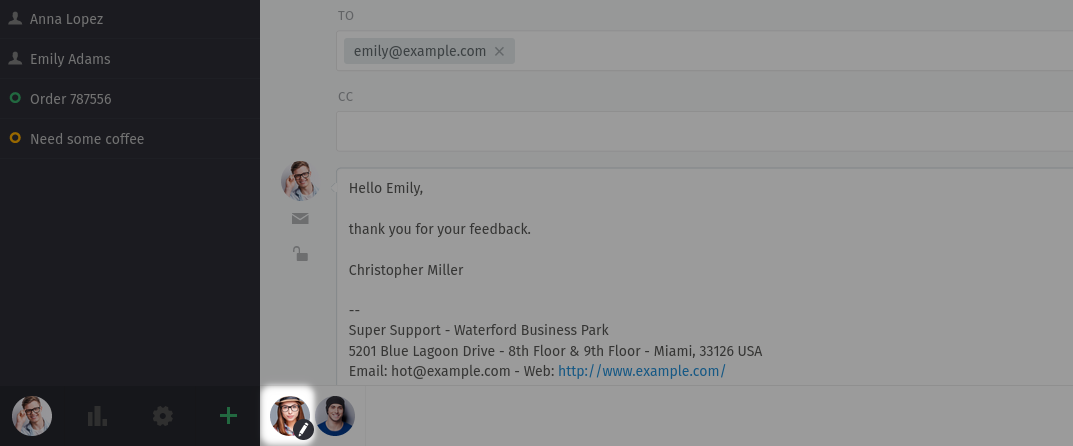 Anna Lopez
Emily Adams
Order 787556
Need some coffee
TO
emily@example.com ×
CC
Hello Emily,
thank you for your feedback.
Christopher Miller
--
Super Support - Waterford Business Park
5201 Blue Lagoon Drive - 8th Floor & 9th Floor - Miami, 33126 USA
Email: hot@example.com - Web: http://www.example.com/